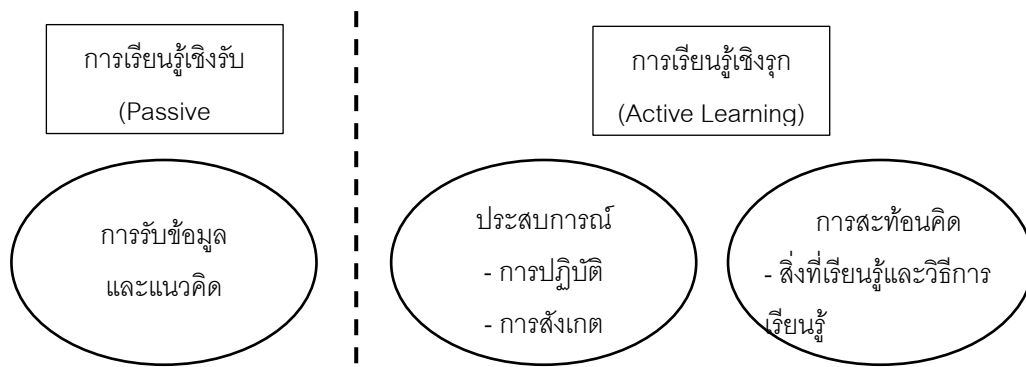 การเรียนรู้เชิงรับ
(Passive
การเรียนรู้เชิงรุก
(Active Learning)
การรับข้อมูล
และแนวคิด
ประสบการณ์
- การปฏิบัติ
- การสังเกต
การสะท้อนคิด
- สิ่งที่เรียนรู้และวิธีการ
เรียนรู้